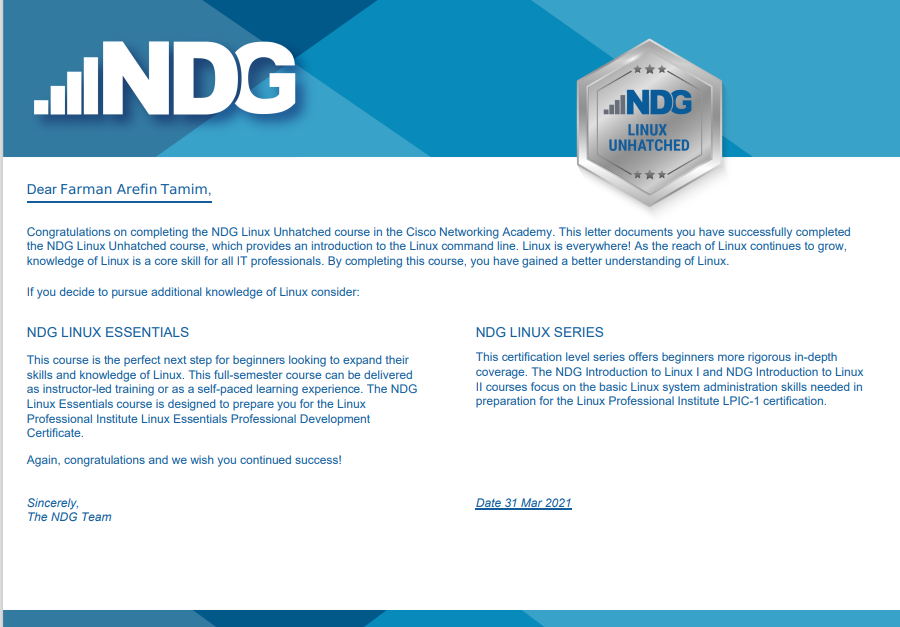 NDG
NDG
LINUX
UNHATCHED
Dear Farman Arefin Tamim,
Congratulations on completing the NDG Linux Unhatched course in the Cisco Networking Academy. This letter documents you have successfully completed
the NDG Linux Unhatched course, which provides an introduction to the Linux command line. Linux is everywhere! As the reach of Linux continues to grow,
knowledge of Linux is a core skill for all IT professionals. By completing this course, you have gained a better understanding of Linux.
If you decide to pursue additional knowledge of Linux consider:
NDG LINUX ESSENTIALS
This course is the perfect next step for beginners looking to expand their
skills and knowledge of Linux. This full-semester course can be delivered
as instructor-led training or as a self-paced learning experience. The NDG
Linux Essentials course is designed to prepare you for the Linux
Professional Institute Linux Essentials Professional Development
Certificate.
Again, congratulations and we wish you continued success!
NDG LINUX SERIES
This certification level series offers beginners more rigorous in-depth
coverage. The NDG Introduction to Linux I and NDG Introduction to Linux
II courses focus on the basic Linux system administration skills needed in
preparation for the Linux Professional Institute LPIC-1 certification.
Sincerely,
The NDG Team
Date 31 Mar 2021